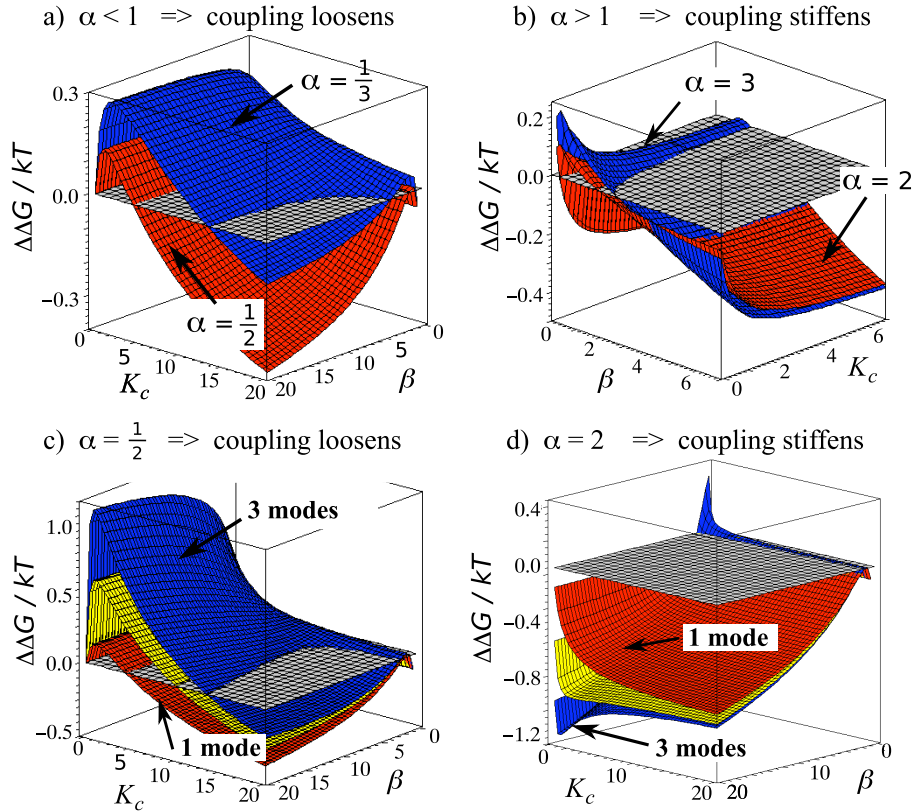 a) α < 1 => coupling loosens
b) α > 1 => coupling stiffens
ΔΔG / kT
0.3
0.0
−0.3
α = 1/3
α = 1/2
0
5
10
15
20
K_c
20
15
10
5
0
β
ΔΔG / kT
0.2
0.0
−0.2
−0.4
α = 3
α = 2
0
2
4
6
β
0
2
4
6
K_c
c) α = 1/2 => coupling loosens
d) α = 2 => coupling stiffens
ΔΔG / kT
1.0
0.5
0.0
−0.5
3 modes
1 mode
0
5
10
15
20
K_c
20
15
10
5
0
β
ΔΔG / kT
0.4
0.0
−0.4
−0.8
−1.2
1 mode
3 modes
0
10
20
K_c
20
10
0
β